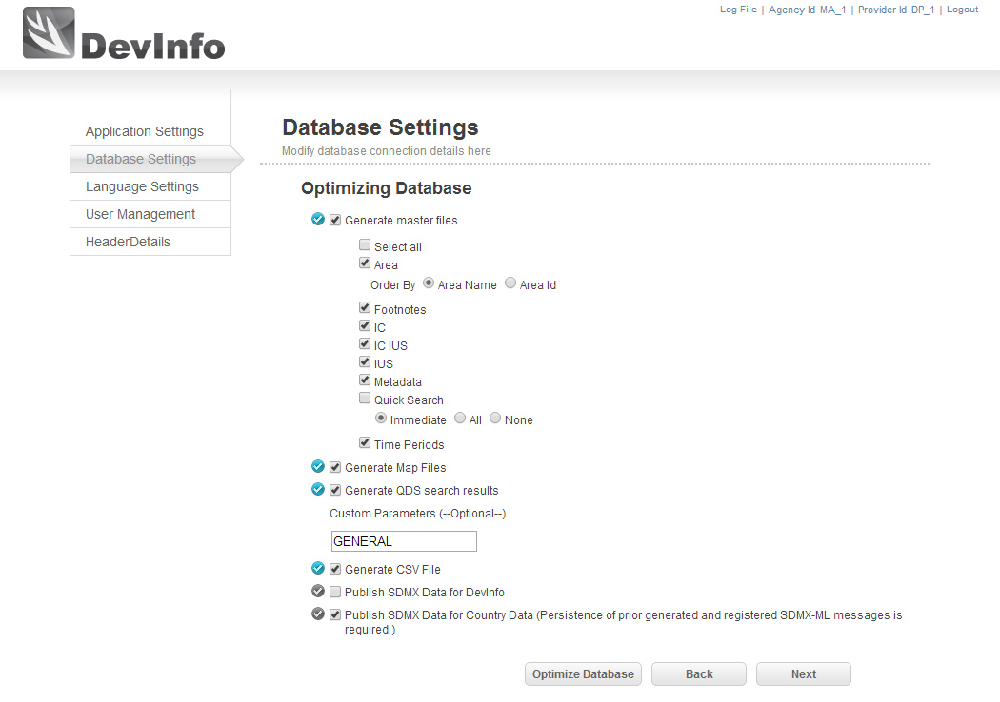 Log File | Agency Id MA_1 | Provider Id DP_1 | Logout
DevInfo
Application Settings
Database Settings
Language Settings
User Management
HeaderDetails
Database Settings
Modify database connection details here
Optimizing Database
Generate master files
Select all
Area
Order By Area Name Area Id
Footnotes
IC
IC IUS
IUS
Metadata
Quick Search
Immediate All None
Time Periods
Generate Map Files
Generate QDS search results
Custom Parameters (--Optional--)
GENERAL
Generate CSV File
Publish SDMX Data for DevInfo
Publish SDMX Data for Country Data (Persistence of prior generated and registered SDMX-ML messages is
required.)
Optimize Database Back Next